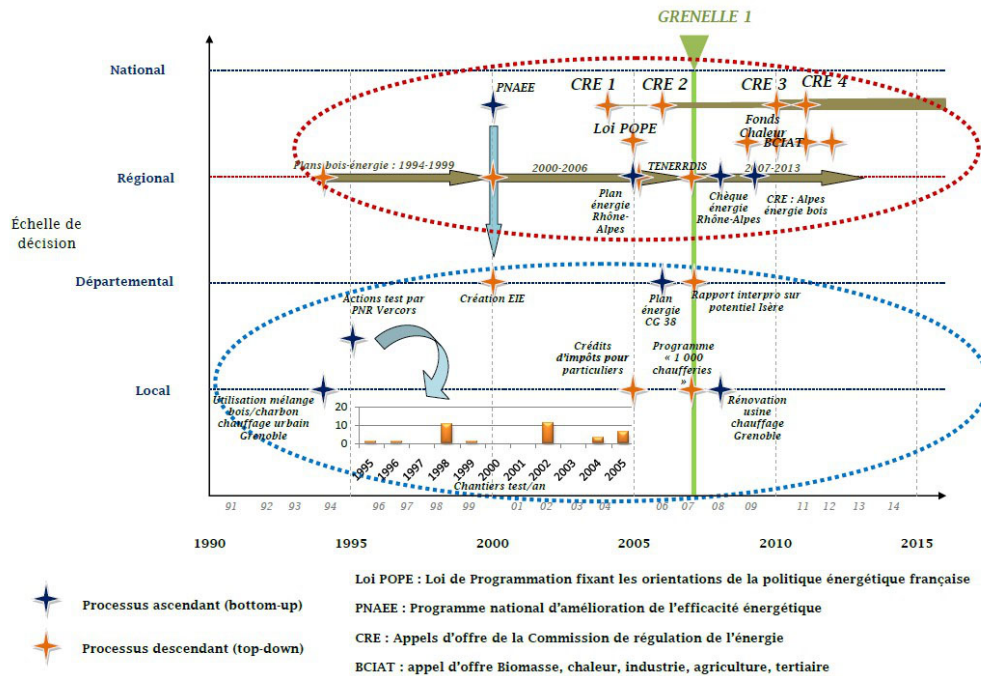 GRENELLE 1
National
PNAEE
CRE 1
CRE 2
CRE 3
CRE 4
Loi POPE
Fonds
Chaleur
BCIAT
Plans bois-énergie : 1994-1999
2000-2006
TENERRDIS
2007-2013
Régional
Plan
énergie
Rhône-
Alpes
Chèque
énergie
Rhône-Alpes
CRE : Alpes
énergie bois
Échelle de
décision
Départemental
Actions test par
PNR Vercors
Création EIE
Plan
énergie
CG 38
Rapport interpro sur
potentiel Isère
Crédits
d'impôts pour
particuliers
Programme
« 1 000
chaufferies
»
Local
Utilisation mélange
bois/charbon
chauffage urbain
Grenoble
Rénovation
usine
chauffage
Grenoble
20
10
0
1995
1996
1997
1998
1999
2000
2001
2002
2003
2004
2005
Chantiers test/an
91 92 93 94 96 97 98 99 01 02 03 04 06 07 08 09 11 12 13 14
1990 1995 2000 2005 2010 2015
Processus ascendant (bottom-up)
Processus descendant (top-down)
Loi POPE : Loi de Programmation fixant les orientations de la politique énergétique française
PNAEE : Programme national d'amélioration de l'efficacité énergétique
CRE : Appels d'offre de la Commission de régulation de l'énergie
BCIAT : appel d'offre Biomasse, chaleur, industrie, agriculture, tertiaire